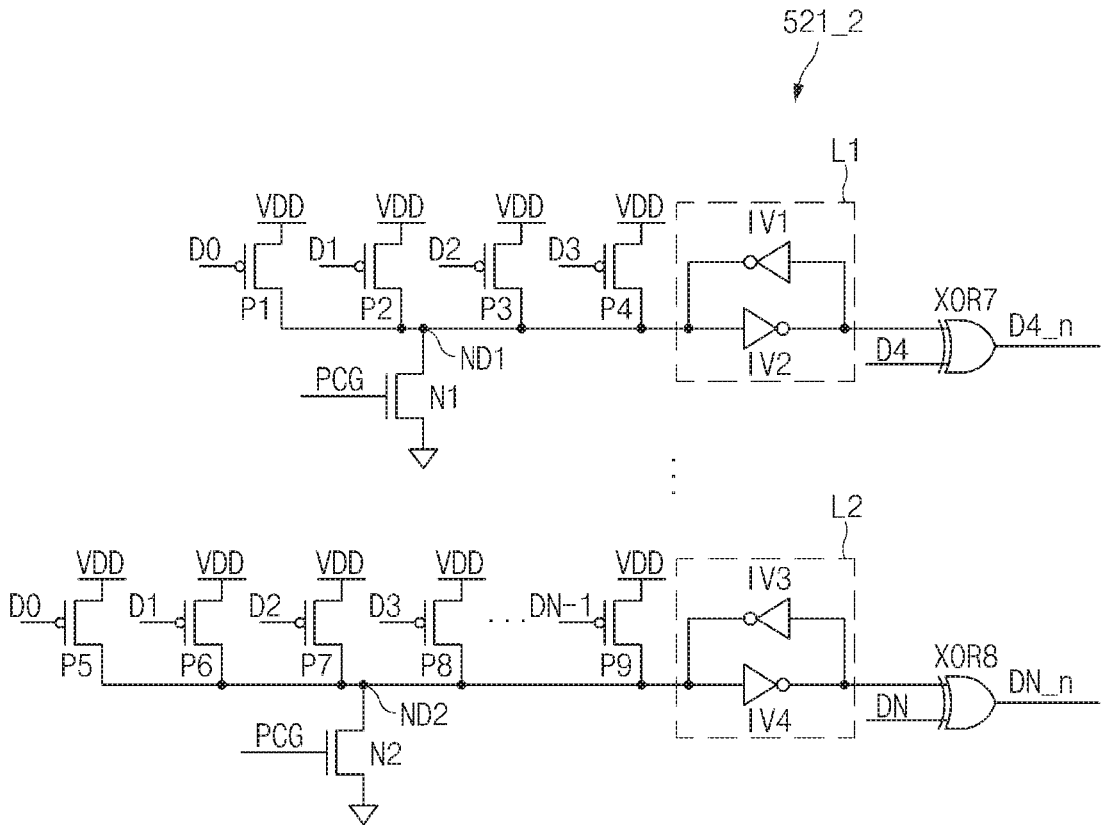 521_2
L1
VDD VDD VDD VDD
IV1
D0 D1 D2 D3
P1 P2 P3 P4
XOR7
D4_n
IV2
D4
ND1
PCG
N1
L2
VDD VDD VDD VDD VDD
IV3
D0 D1 D2 D3 ... DN-1
P5 P6 P7 P8 P9
XOR8
DN_n
IV4
DN
ND2
PCG
N2